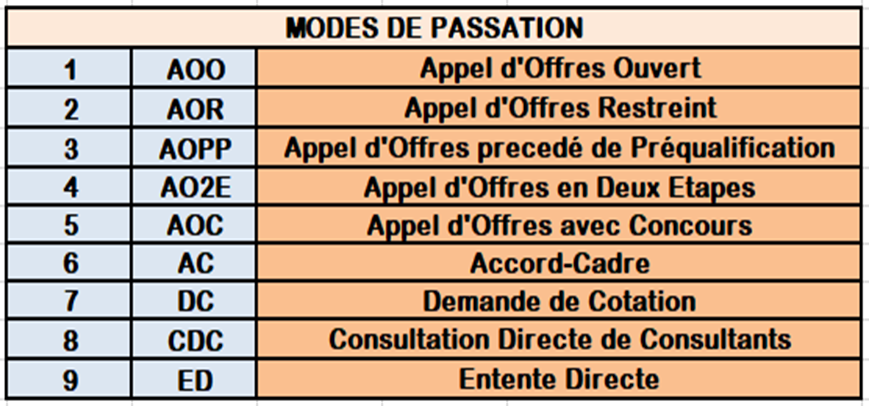 MODES DE PASSATION
1 AOO Appel d'Offres Ouvert
2 AOR Appel d'Offres Restreint
3 AOPP Appel d'Offres precedé de Préqualification
4 AO2E Appel d'Offres en Deux Etapes
5 AOC Appel d'Offres avec Concours
6 AC Accord-Cadre
7 DC Demande de Cotation
8 CDC Consultation Directe de Consultants
9 ED Entente Directe